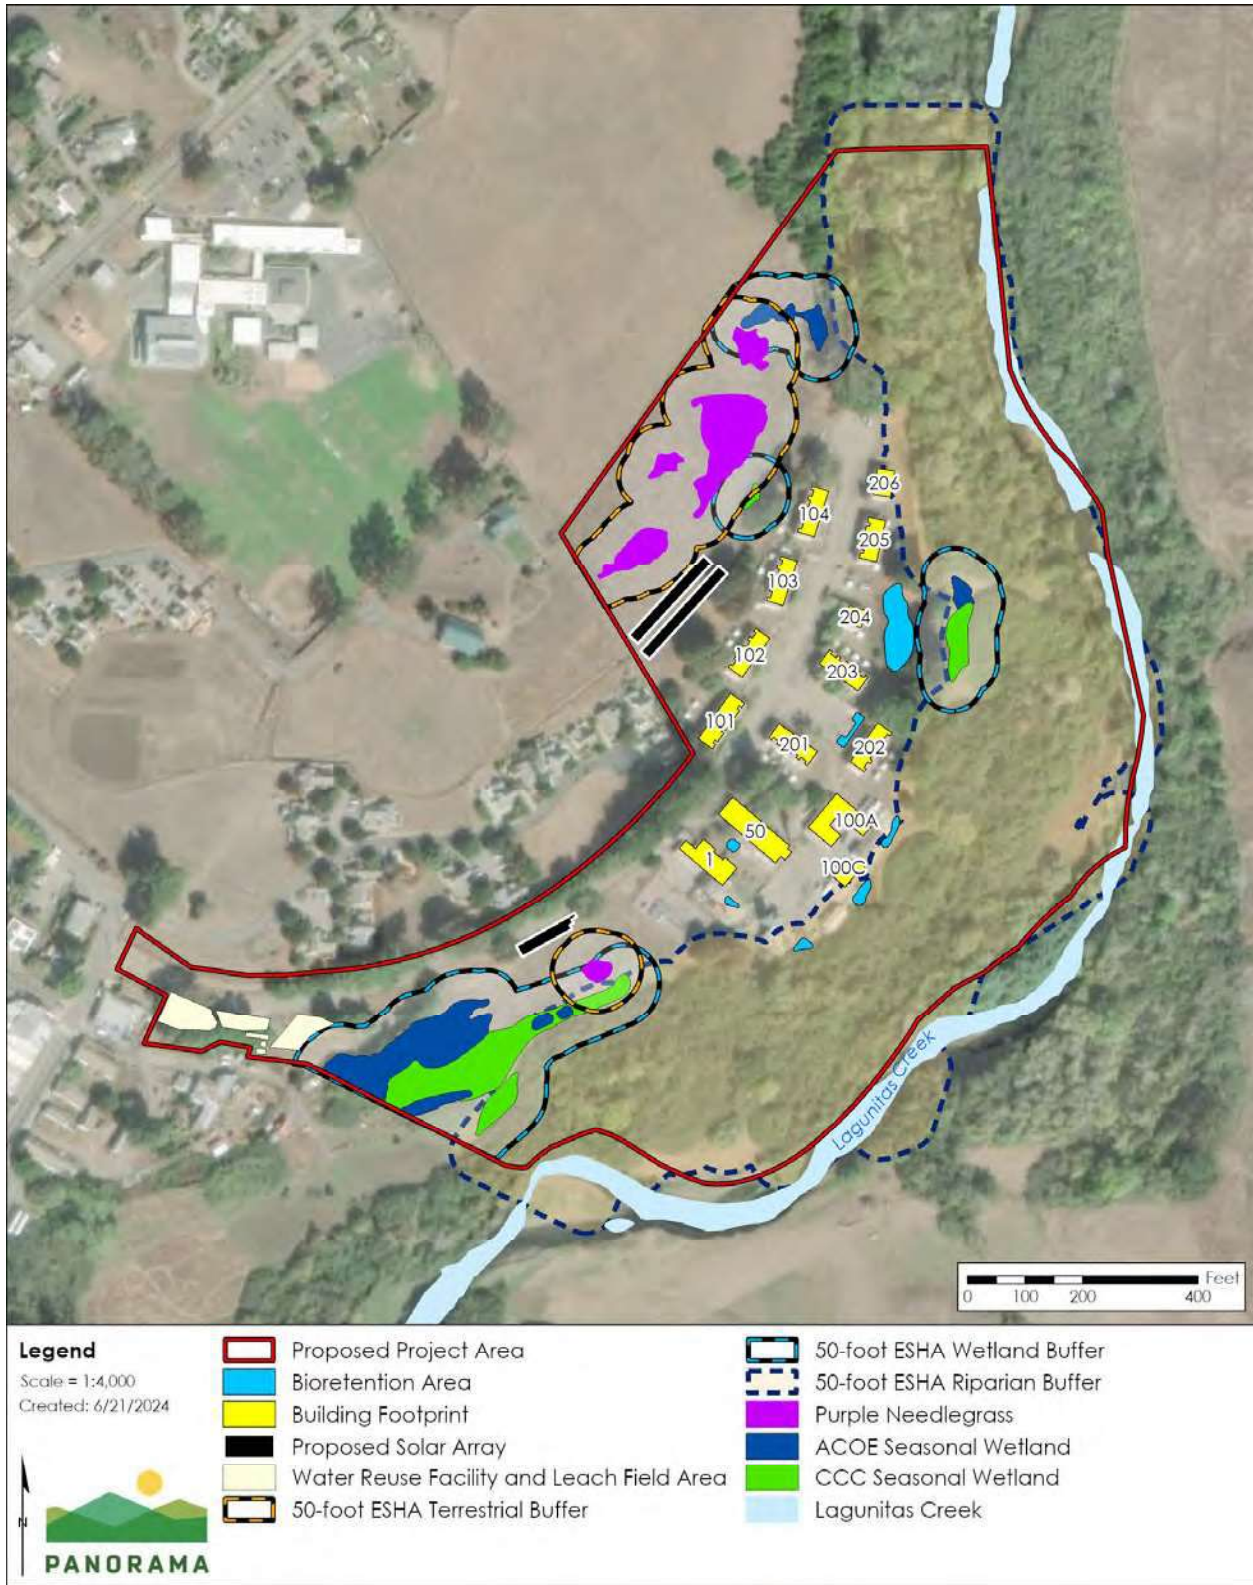 206
104
205
103
204
102
203
101
201
202
100A
50
1
100C
Lagunitas Creek
Feet
0 100 200 400
Legend
Scale = 1:4,000
Created: 6/21/2024
N
PANORAMA
Proposed Project Area
Bioretention Area
Building Footprint
Proposed Solar Array
Water Reuse Facility and Leach Field Area
50-foot ESHA Terrestrial Buffer
50-foot ESHA Wetland Buffer
50-foot ESHA Riparian Buffer
Purple Needlegrass
ACOE Seasonal Wetland
CCC Seasonal Wetland
Lagunitas Creek